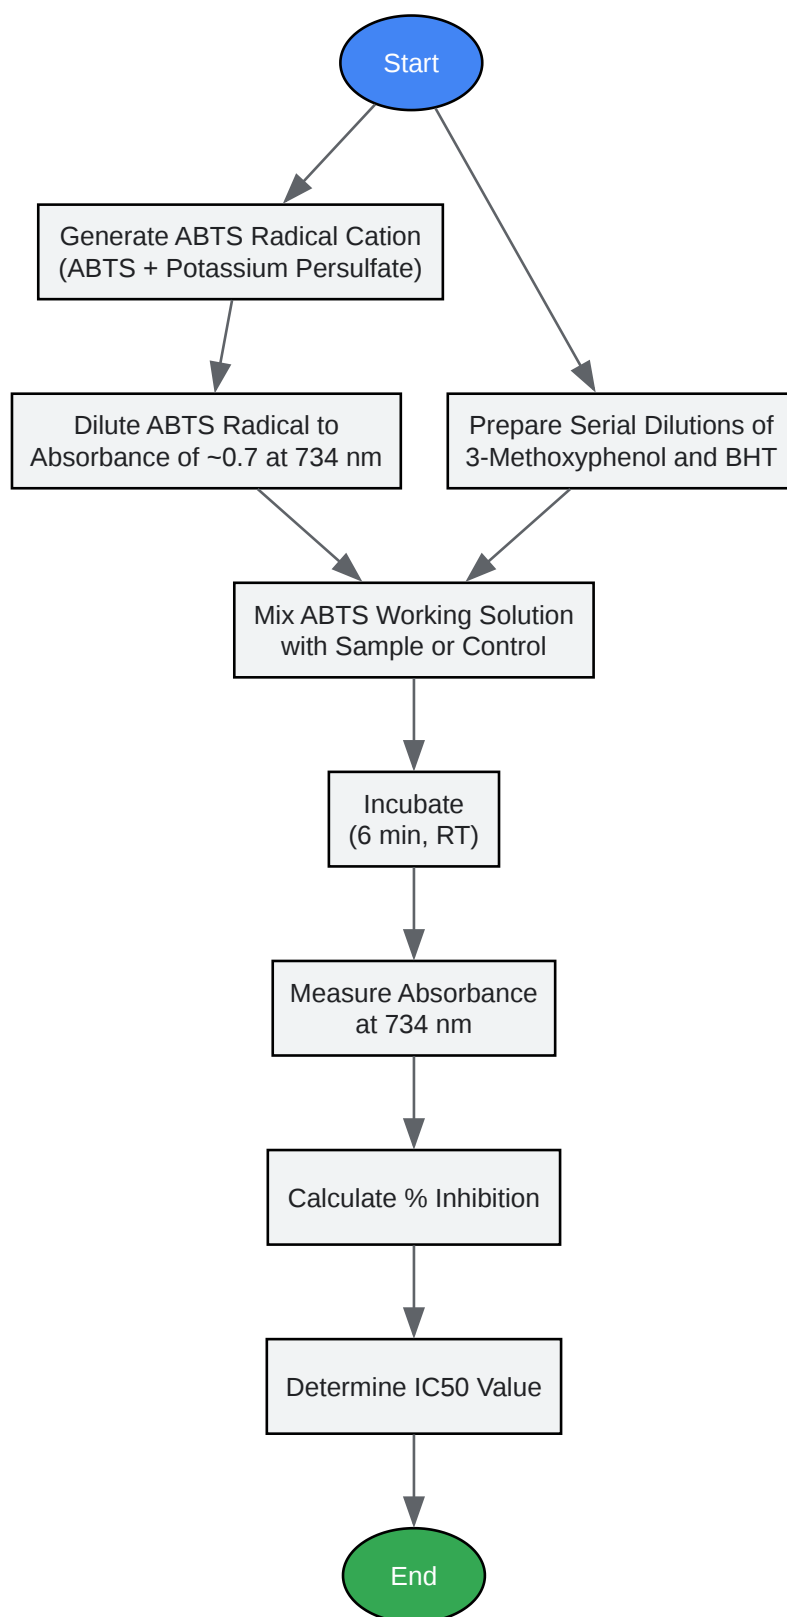 Start
Generate ABTS Radical Cation
(ABTS + Potassium Persulfate)
Dilute ABTS Radical to
Absorbance of ~0.7 at 734 nm
Prepare Serial Dilutions of
3-Methoxyphenol and BHT
Mix ABTS Working Solution
with Sample or Control
Incubate
(6 min, RT)
Measure Absorbance
at 734 nm
Calculate % Inhibition
Determine IC50 Value
End